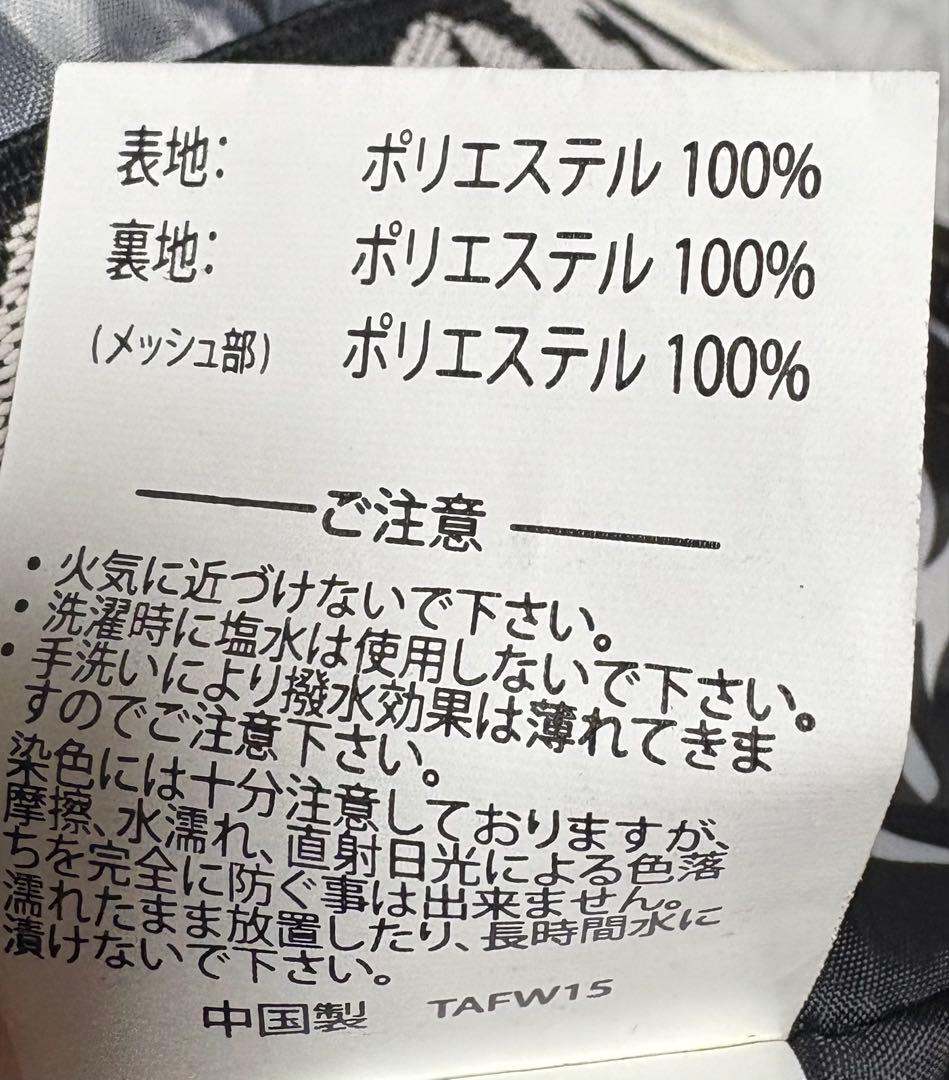 表地: ポリエステル 100%
裏地: ポリエステル 100%
(メッシュ部) ポリエステル 100%
ご注意
・火気に近づけないで下さい。
・洗濯時に塩水は使用しないで下さい。
・手洗いにより撥水効果は薄れてきま
すのでご注意下さい。
染色には十分注意しておりますが、
摩擦、水濡れ、直射日光による色落
ちを完全に防ぐ事は出来ません。
濡れたまま放置したり、長時間水に
漬けないで下さい。
中国製 TAFW15